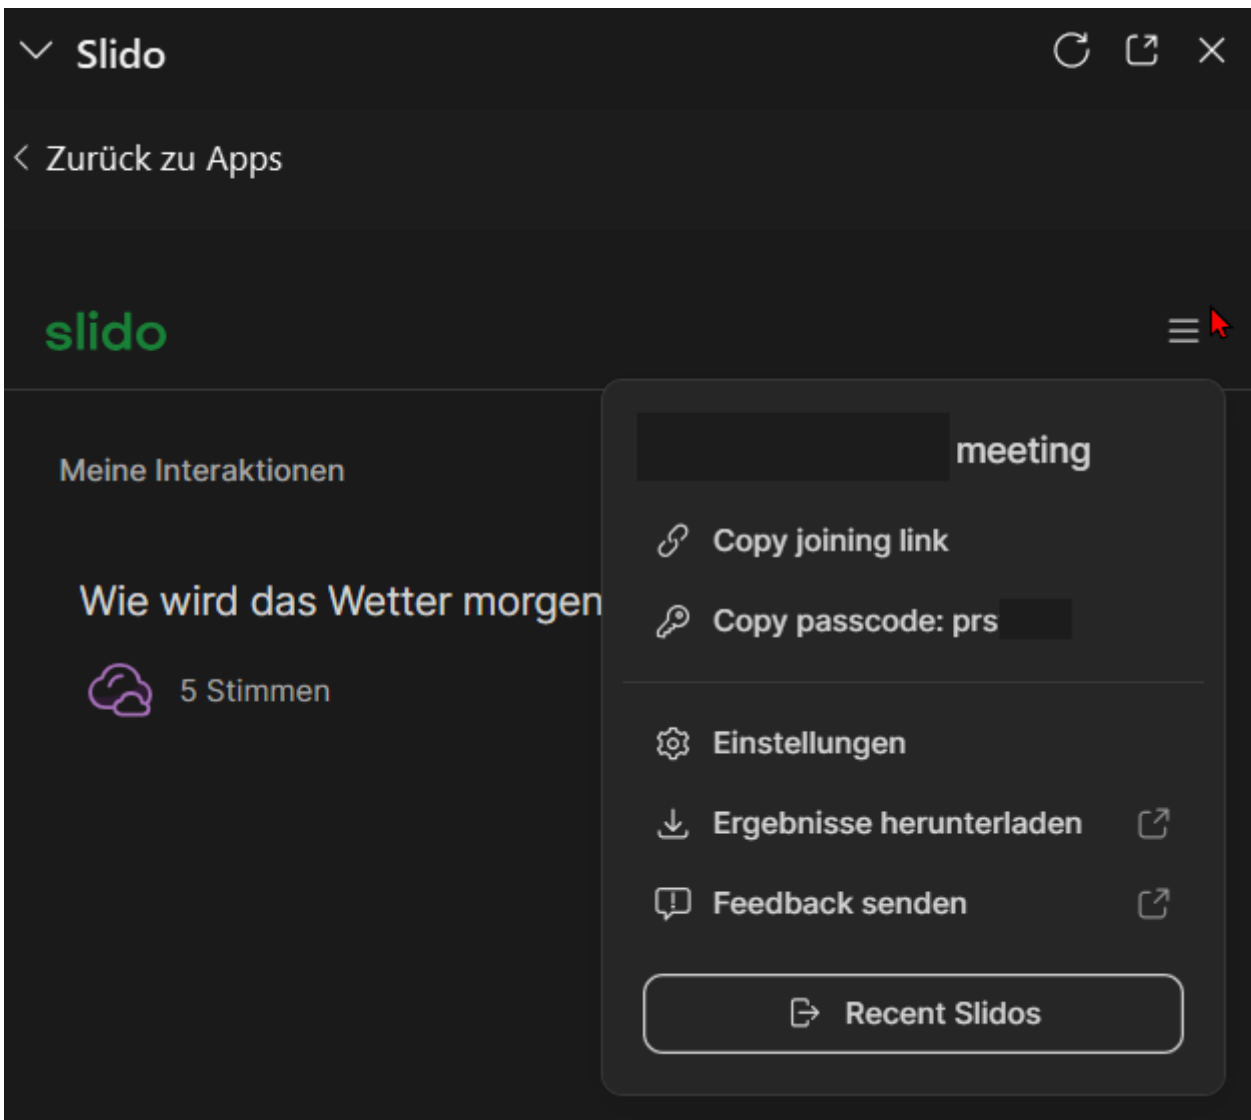 Slido
Zurück zu Apps
slido
Meine Interaktionen
Wie wird das Wetter morgen
5 Stimmen
meeting
Copy joining link
Copy passcode: prs
Einstellungen
Ergebnisse herunterladen
Feedback senden
Recent Slidos